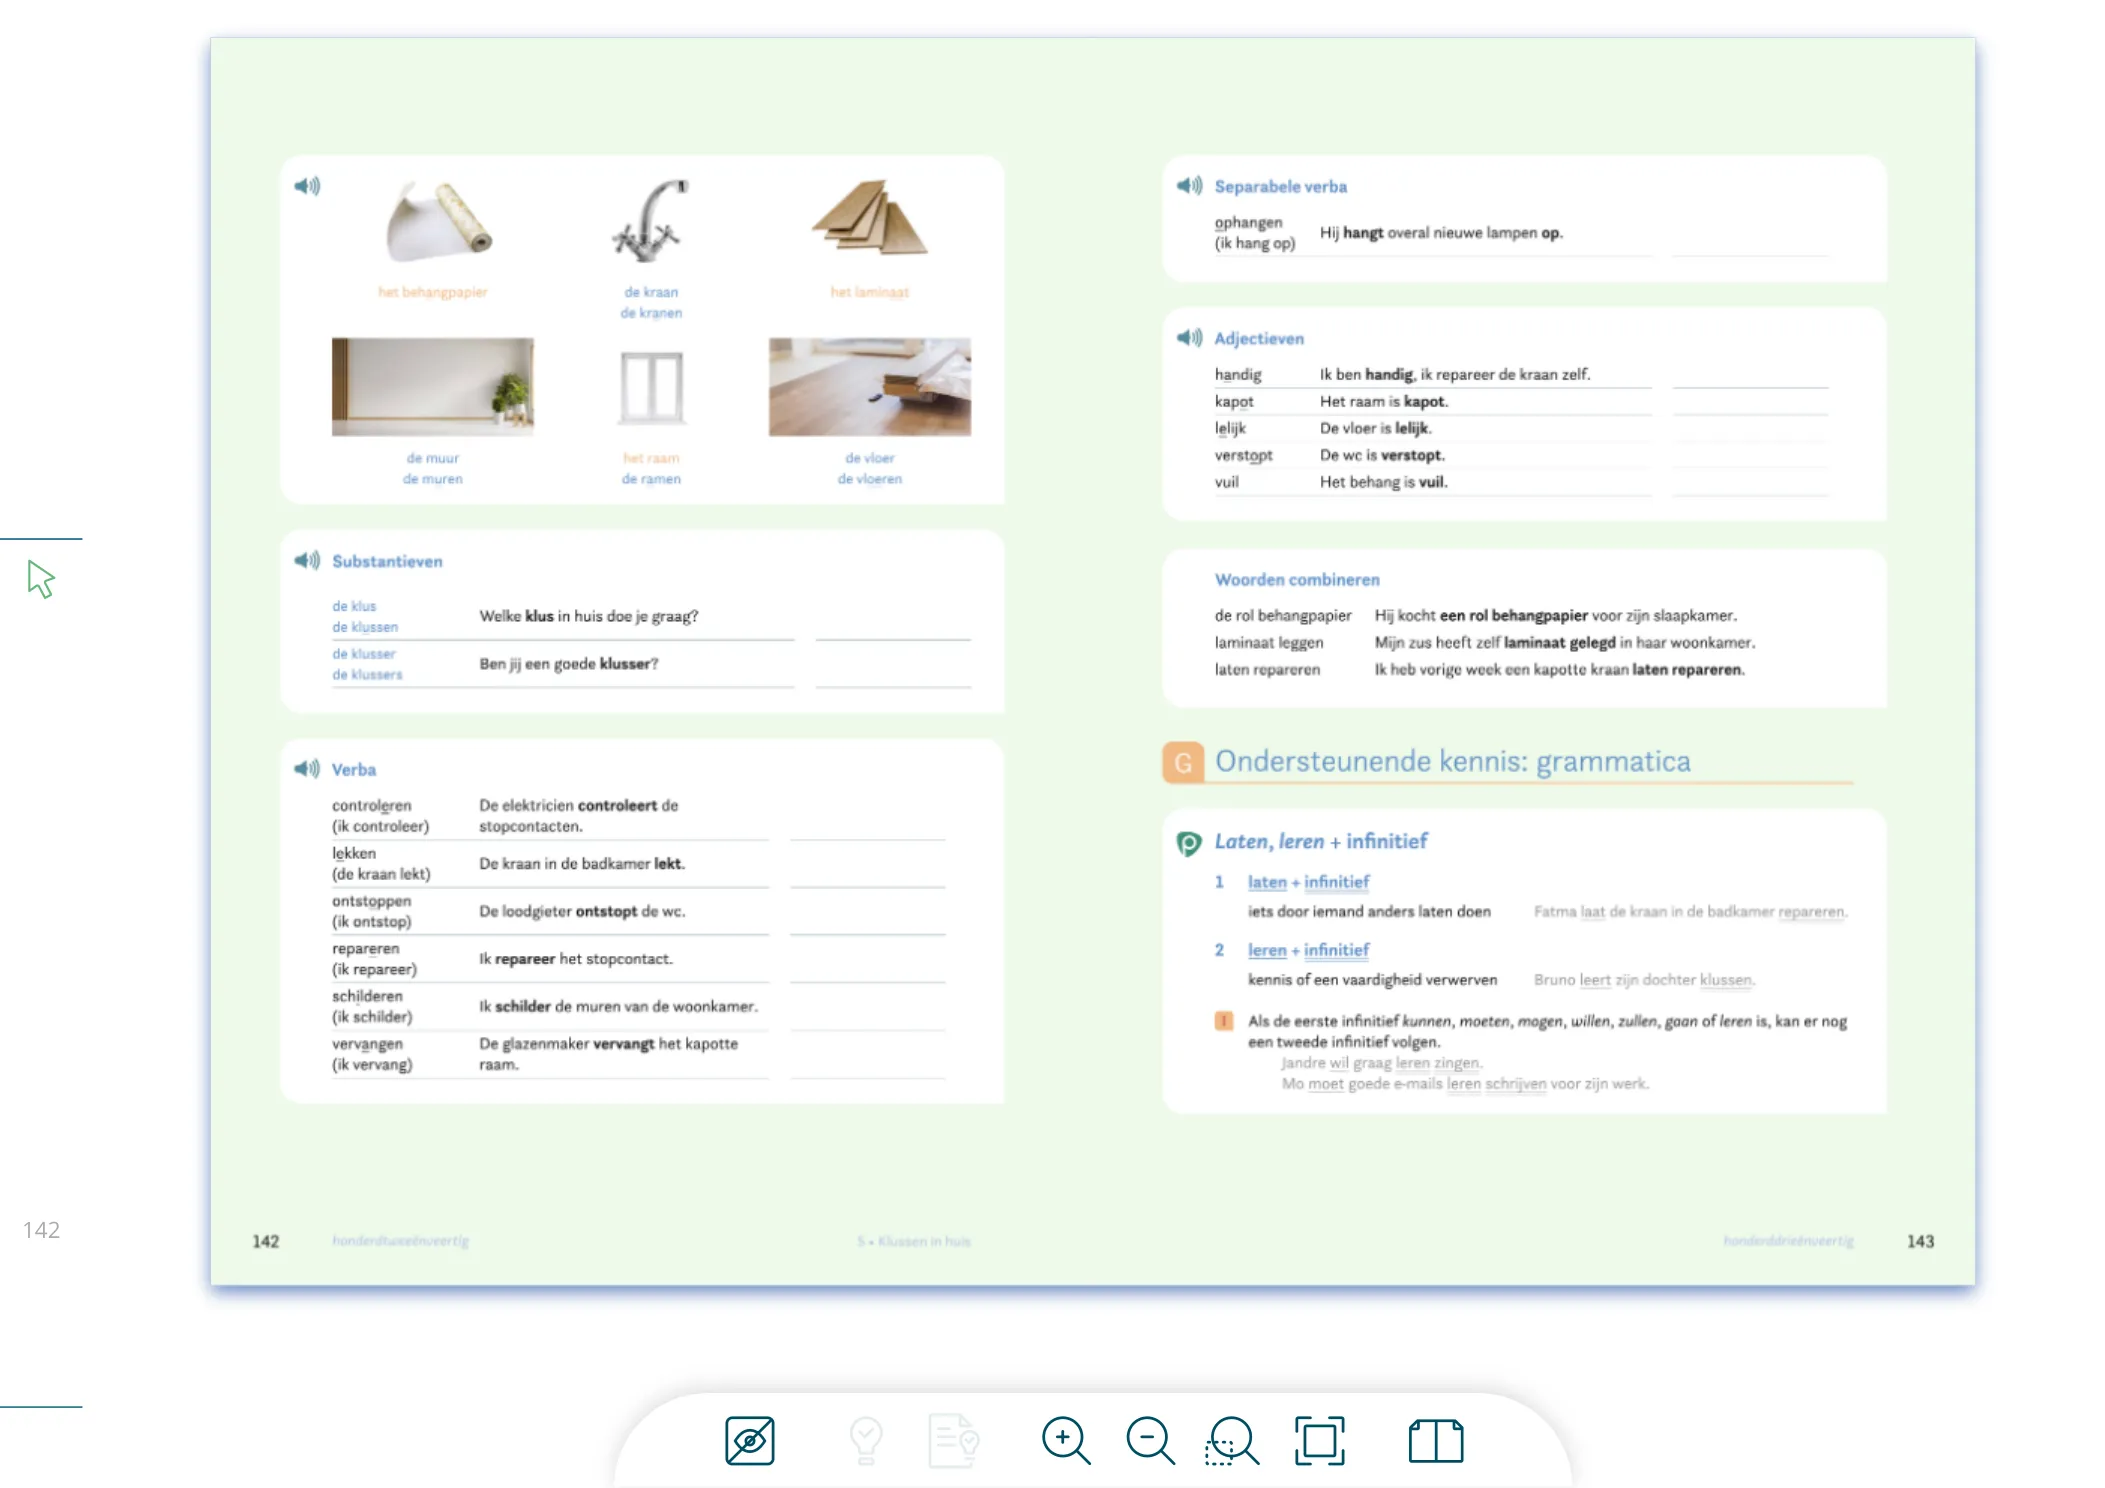 het behangpapier
de kraan
de kranen
het laminaat
de muur
de muren
het raam
de ramen
de vloer
de vloeren
Substantieven
de klus
de klussen
Welke klus in huis doe je graag?
de klusser
de klussers
Ben jij een goede klusser?
Verba
controleren
(ik controleer)
De elektricien controleert de
stopcontacten.
lekken
(de kraan lekt)
De kraan in de badkamer lekt.
ontstoppen
(ik ontstop)
De loodgieter ontstopt de wc.
repareren
(ik repareer)
Ik repareer het stopcontact.
schilderen
(ik schilder)
Ik schilder de muren van de woonkamer.
vervangen
(ik vervang)
De glazenmaker vervangt het kapotte
raam.
142
honderdtweeënveertig
5 • Klussen in huis
Separabele verba
ophangen
(ik hang op)
Hij hangt overal nieuwe lampen op.
Adjectieven
handig Ik ben handig, ik repareer de kraan zelf.
kapot Het raam is kapot.
lelijk De vloer is lelijk.
verstopt De wc is verstopt.
vuil Het behang is vuil.
Woorden combineren
de rol behangpapier Hij kocht een rol behangpapier voor zijn slaapkamer.
laminaat leggen Mijn zus heeft zelf laminaat gelegd in haar woonkamer.
laten repareren Ik heb vorige week een kapotte kraan laten repareren.
G Ondersteunende kennis: grammatica
Laten, leren + infinitief
1 laten + infinitief
iets door iemand anders laten doen Fatma laat de kraan in de badkamer repareren.
2 leren + infinitief
kennis of een vaardigheid verwerven Bruno leert zijn dochter klussen.
! Als de eerste infinitief kunnen, moeten, mogen, willen, zullen, gaan of leren is, kan er nog
een tweede infinitief volgen.
Jandre wil graag leren zingen.
Mo moet goede e-mails leren schrijven voor zijn werk.
honderddrieënveertig
143
142